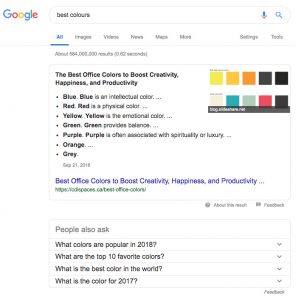 Google
best colours
All Images Videos News Maps More Settings Tools
About 684,000,000 results (0.62 seconds)
The Best Office Colors to Boost Creativity,
Happiness, and Productivity
• Blue. Blue is an intellectual color. ...
• Red. Red is a physical color. ...
• Yellow. Yellow is the emotional color. ...
• Green. Green provides balance. ...
• Purple. Purple is often associated with spirituality or luxury. ...
• Orange. ...
• Grey.
blog.slideshare.net
Sep 21, 2018
Best Office Colors to Boost Creativity, Happiness, and Productivity ...
https://cdispaces.ca/best-office-colors/
About this result Feedback
People also ask
What colors are popular in 2018?
What are the top 10 favorite colors?
What is the best color in the world?
What is the color for 2017?
Feedback